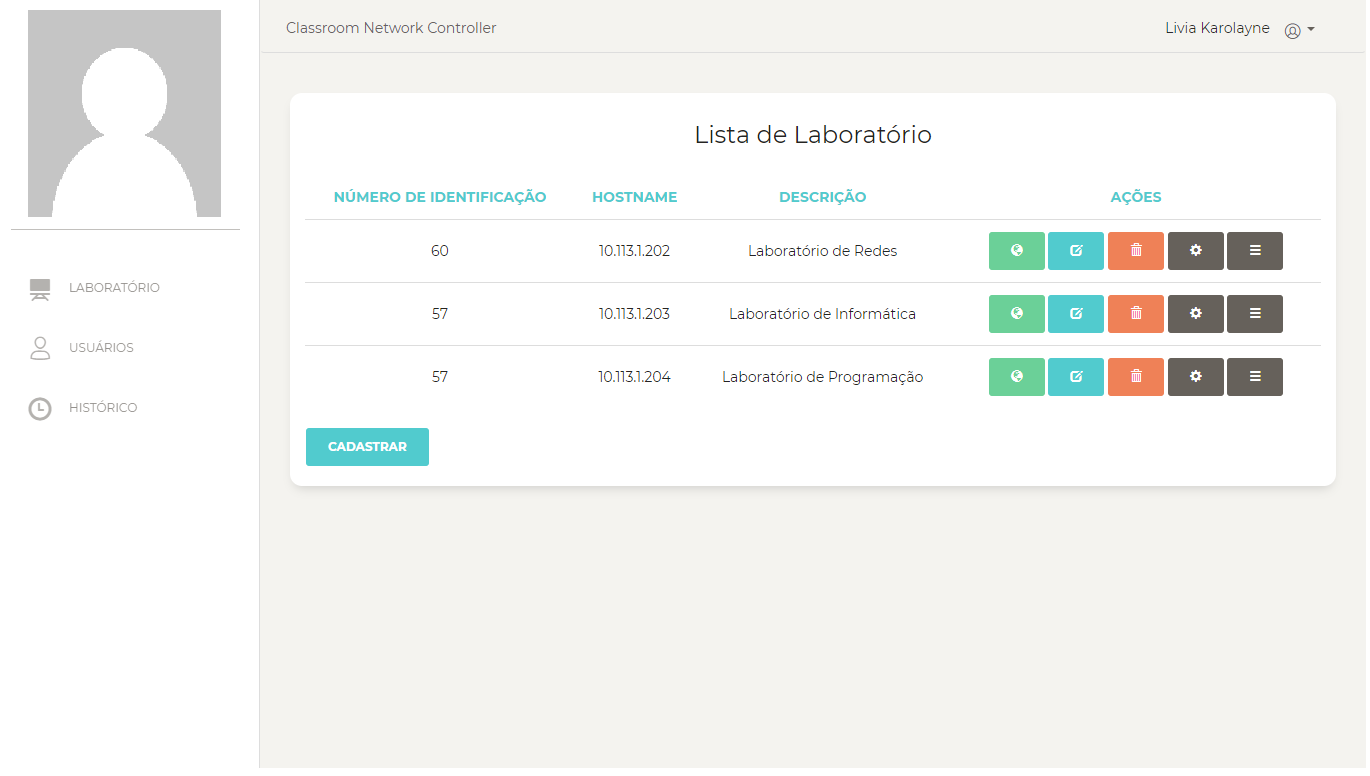 Classroom Network Controller
Livia Karolayne
LABORATÓRIO
USUÁRIOS
HISTÓRICO
Lista de Laboratório
NÚMERO DE IDENTIFICAÇÃO HOSTNAME DESCRIÇÃO AÇÕES
60 10.113.1.202 Laboratório de Redes
57 10.113.1.203 Laboratório de Informática
57 10.113.1.204 Laboratório de Programação
CADASTRAR